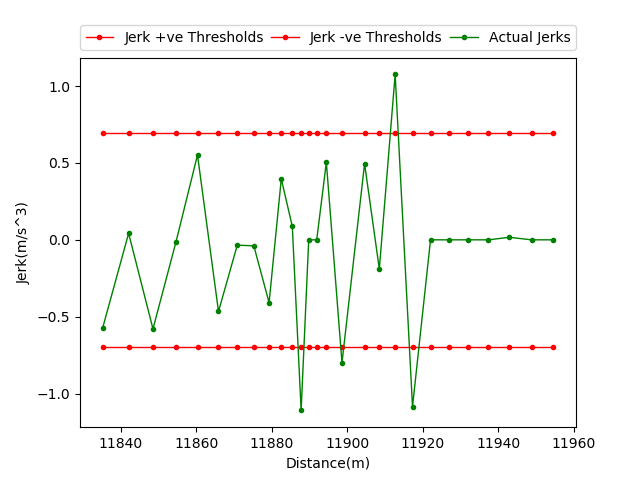 Jerk +ve Thresholds Jerk -ve Thresholds Actual Jerks
1.0
0.5
0.0
−0.5
−1.0
Jerk(m/s^3)
11840 11860 11880 11900 11920 11940 11960
Distance(m)